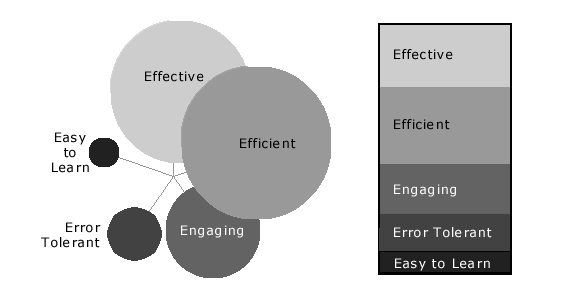 Effective
Efficient
Easy
to
Learn
Error
Tolerant
Engaging
Effective
Efficient
Engaging
Error Tolerant
Easy to Learn